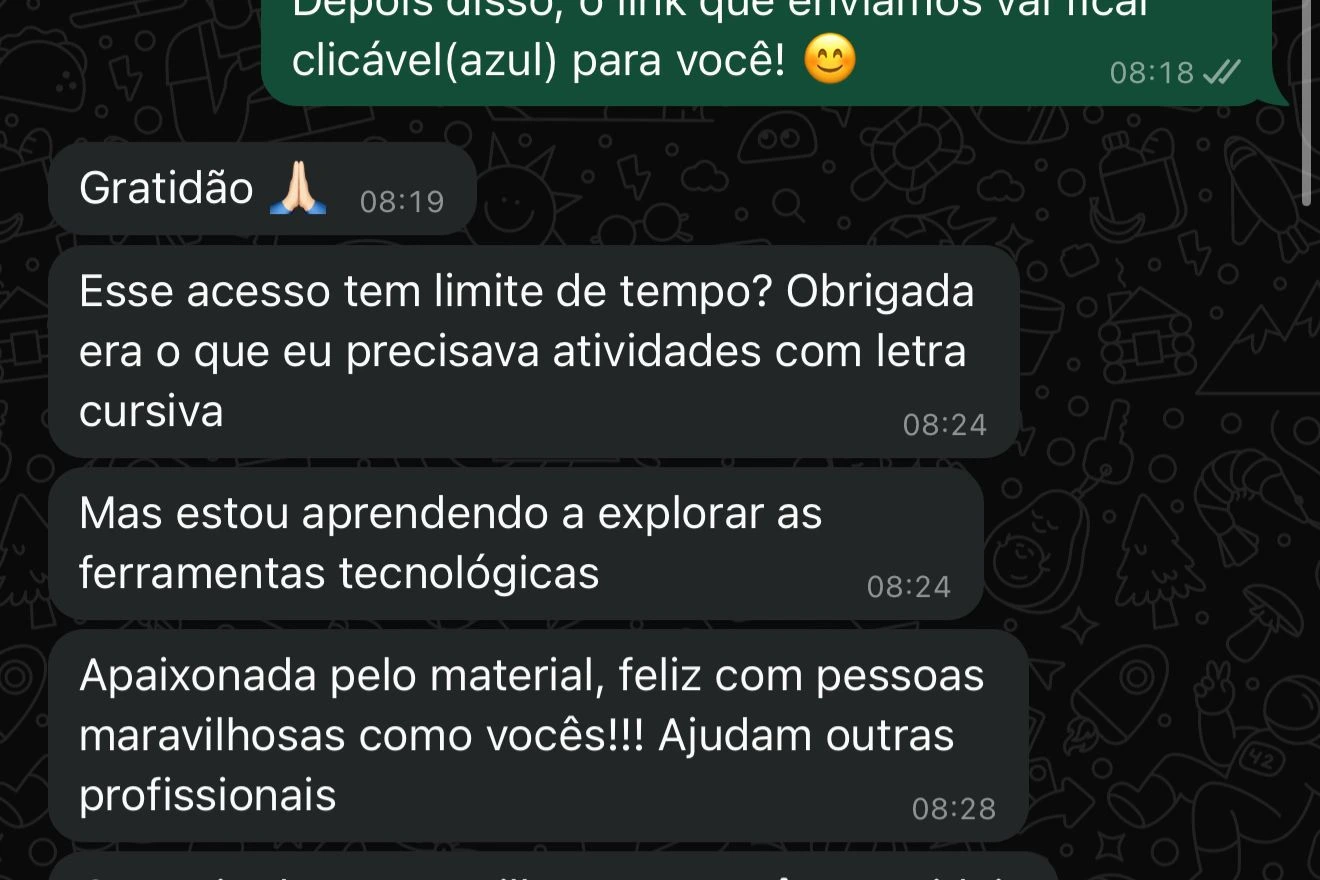 Depois disso, o link que enviamos vai ficar
clicável(azul) para você! 😊
08:18
Gratidão 🙏🏻 08:19
Esse acesso tem limite de tempo? Obrigada
era o que eu precisava atividades com letra
cursiva
08:24
Mas estou aprendendo a explorar as
ferramentas tecnológicas
08:24
Apaixonada pelo material, feliz com pessoas
maravilhosas como vocês!!! Ajudam outras
profissionais
08:28